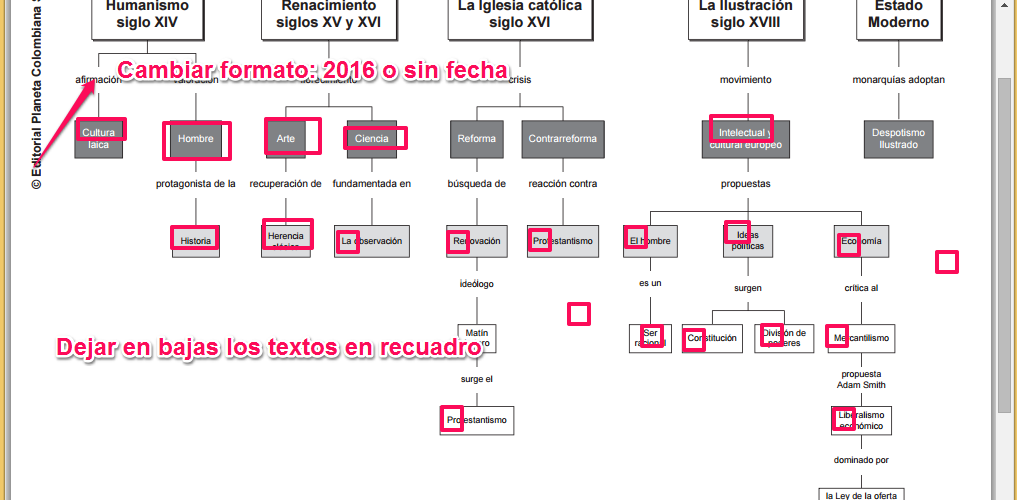 © Editorial Planeta Colombiana
Humanismo
siglo XIV
Renacimiento
siglos XV y XVI
La Iglesia católica
siglo XVI
La Ilustración
siglo XVIII
Estado
Moderno
Cambiar formato: 2016 o sin fecha
afirmación
crisis
movimiento
monarquías adoptan
Cultura
laica
Hombre
Arte
Ciencia
Reforma
Contrarreforma
Intelectual y
cultural europeo
Despotismo
Ilustrado
protagonista de la
recuperación de
fundamentada en
búsqueda de
reacción contra
propuestas
Historia
Herencia
La observación
Renovación
Protestantismo
El hombre
Ideas
políticas
Economía
ideólogo
es un
surgen
crítica al
Dejar en bajas los textos en recuadro
Matín
Ser
racional
Constitución
División de
poderes
Mercantilismo
surge el
propuesta
Adam Smith
Protestantismo
Liberalismo
económico
dominado por
la Ley de la oferta